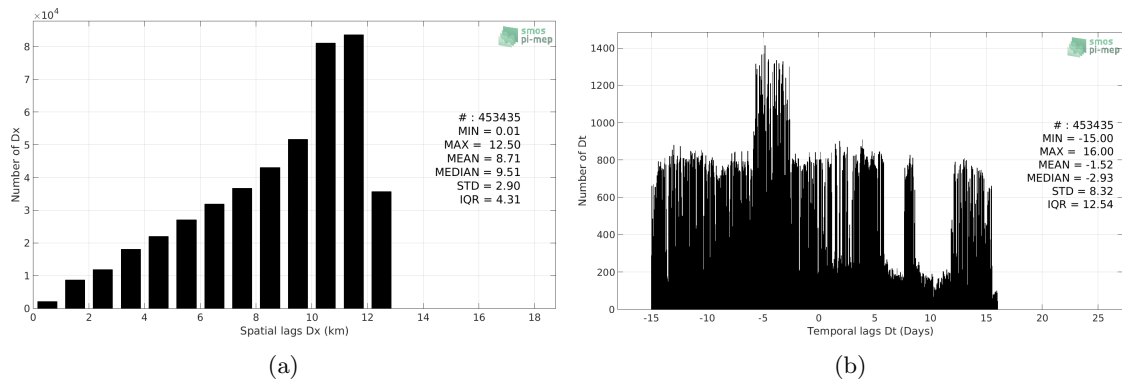 ×10⁴
8
7
6
5
4
3
2
1
0
Number of Dx
smos
pi-mep
# : 453435
MIN = 0.01
MAX = 12.50
MEAN = 8.71
MEDIAN = 9.51
STD = 2.90
IQR = 4.31
0 2 4 6 8 10 12 14 16 18
Spatial lags Dx (km)
(a)
1400
1200
1000
800
600
400
200
0
Number of Dt
smos
pi-mep
# : 453435
MIN = -15.00
MAX = 16.00
MEAN = -1.52
MEDIAN = -2.93
STD = 8.32
IQR = 12.54
-15 -10 -5 0 5 10 15 20 25
Temporal lags Dt (Days)
(b)